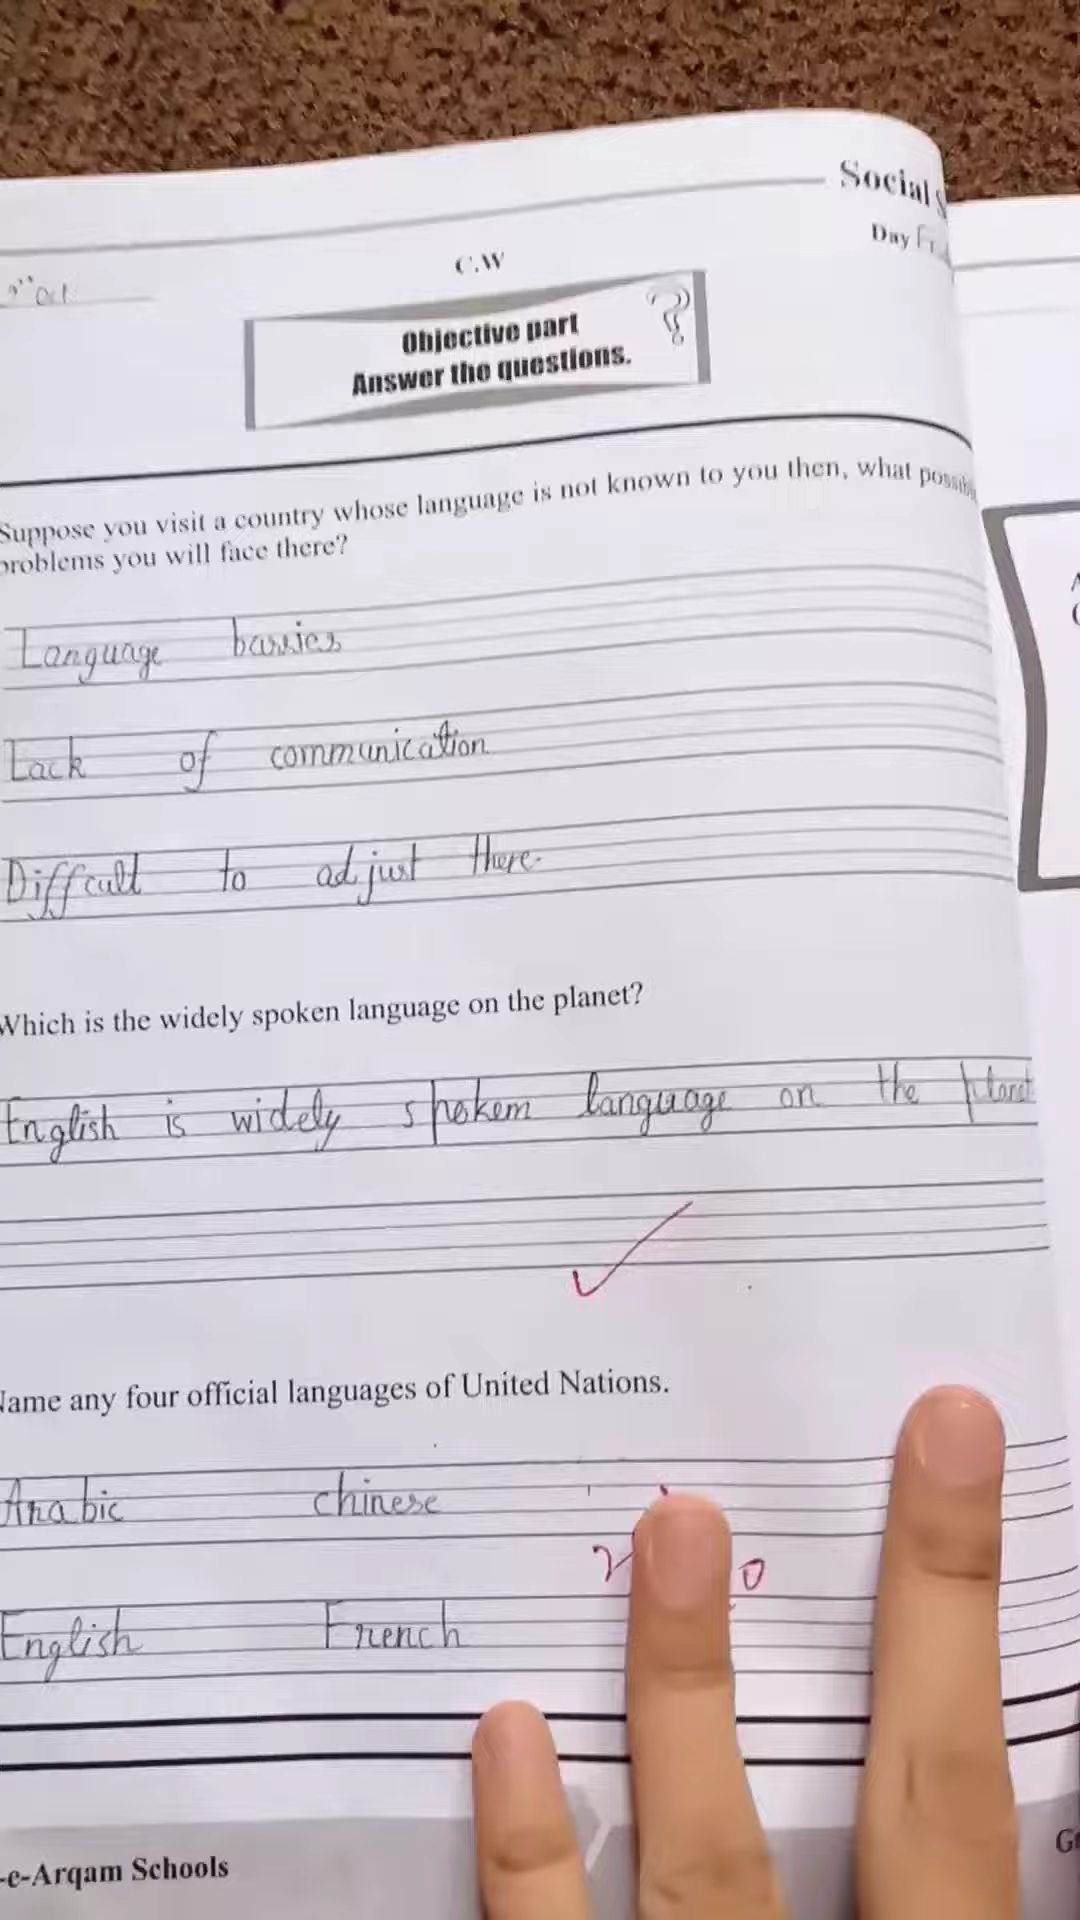 Social
Day
C.W
Objective part
Answer the questions.
Suppose you visit a country whose language is not known to you then, what
problems you will face there?
Language barries
Lack of communication
Difficult to adjust there.
Which is the widely spoken language on the planet?
English is widely spoken language on the planet
Name any four official languages of United Nations.
Arabic chinese
English French
-e-Arqam Schools